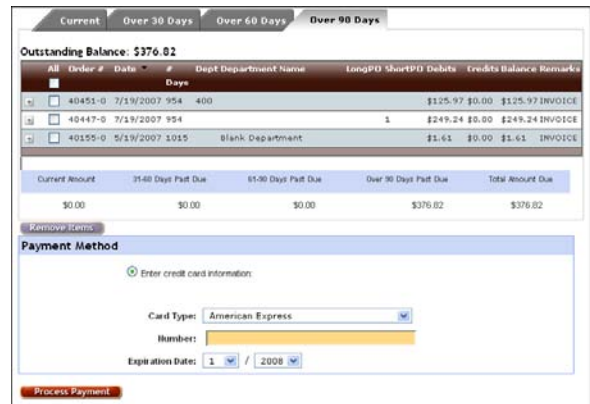 Current Over 30 Days Over 60 Days Over 90 Days
Outstanding Balance: $376.82
All Order # Date # Days Dept Department Name LongPO ShortPO Debits Credits Balance Remarks
40451-0 7/19/2007 954 400 $125.97 $0.00 $125.97 INVOICE
40447-0 7/19/2007 954 1 $249.24 $0.00 $249.24 INVOICE
40155-0 5/19/2007 1015 Blank Department $1.61 $0.00 $1.61 INVOICE
Current Amount 31-60 Days Past Due 61-90 Days Past Due Over 90 Days Past Due Total Amount Due
$0.00 $0.00 $0.00 $376.82 $376.82
Remove Items
Payment Method
Enter credit card information:
Card Type: American Express
Number:
Expiration Date: 1 / 2008
Process Payment